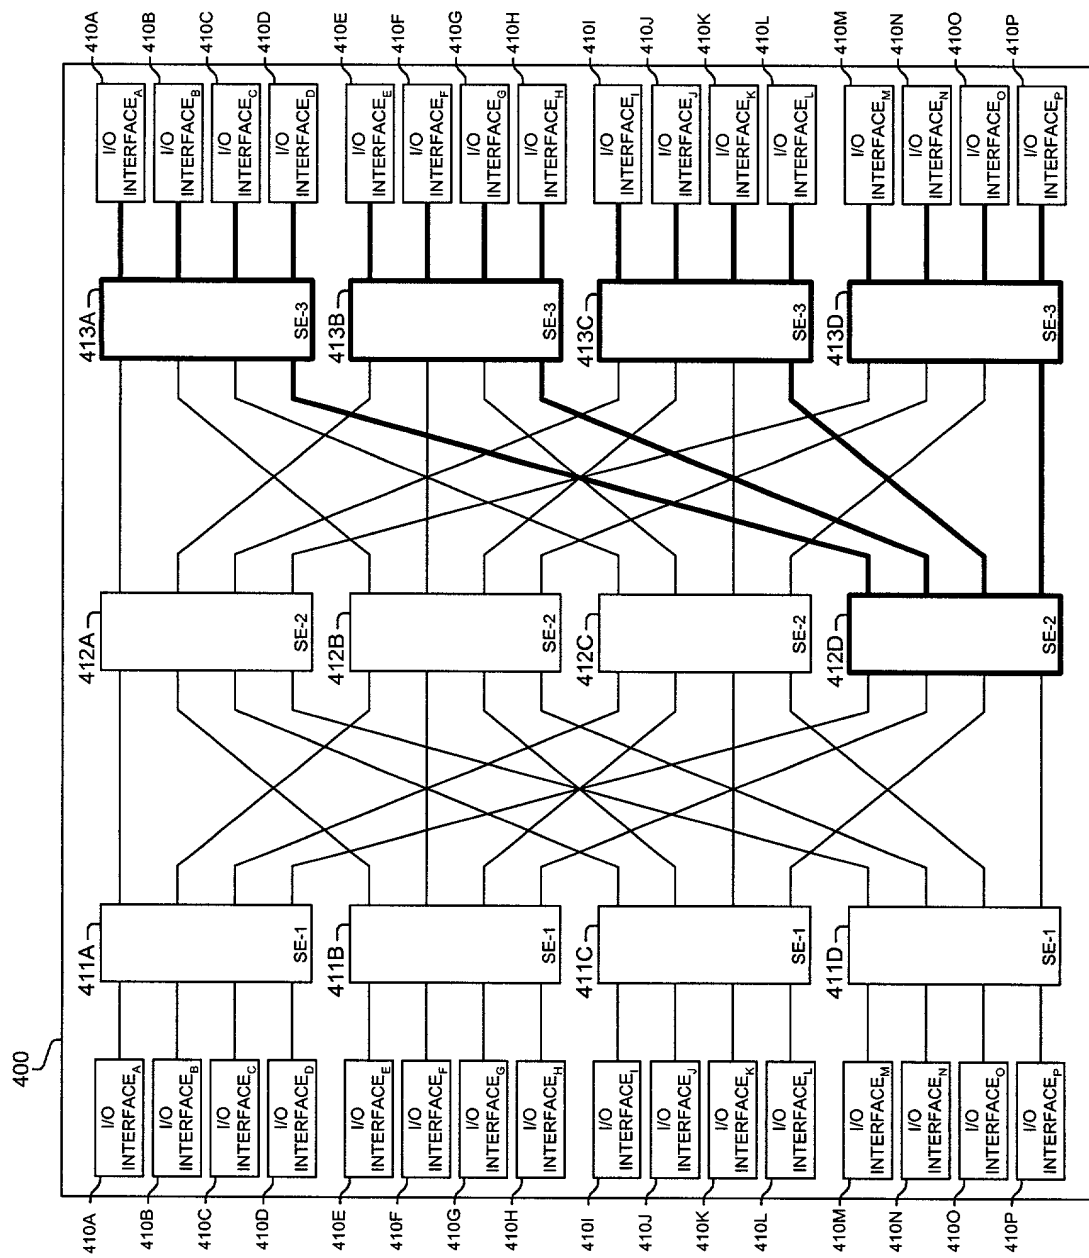 400
410A
410B
410C
410D
410E
410F
410G
410H
410I
410J
410K
410L
410M
410N
410O
410P
I/O
INTERFACE_A
I/O
INTERFACE_B
I/O
INTERFACE_C
I/O
INTERFACE_D
I/O
INTERFACE_E
I/O
INTERFACE_F
I/O
INTERFACE_G
I/O
INTERFACE_H
I/O
INTERFACE_I
I/O
INTERFACE_J
I/O
INTERFACE_K
I/O
INTERFACE_L
I/O
INTERFACE_M
I/O
INTERFACE_N
I/O
INTERFACE_O
I/O
INTERFACE_P
413A
SE-3
413B
SE-3
413C
SE-3
413D
SE-3
412A
SE-2
412B
SE-2
412C
SE-2
412D
SE-2
411A
SE-1
411B
SE-1
411C
SE-1
411D
SE-1
I/O
INTERFACE_A
I/O
INTERFACE_B
I/O
INTERFACE_C
I/O
INTERFACE_D
I/O
INTERFACE_E
I/O
INTERFACE_F
I/O
INTERFACE_G
I/O
INTERFACE_H
I/O
INTERFACE_I
I/O
INTERFACE_J
I/O
INTERFACE_K
I/O
INTERFACE_L
I/O
INTERFACE_M
I/O
INTERFACE_N
I/O
INTERFACE_O
I/O
INTERFACE_P
410A
410B
410C
410D
410E
410F
410G
410H
410I
410J
410K
410L
410M
410N
410O
410P